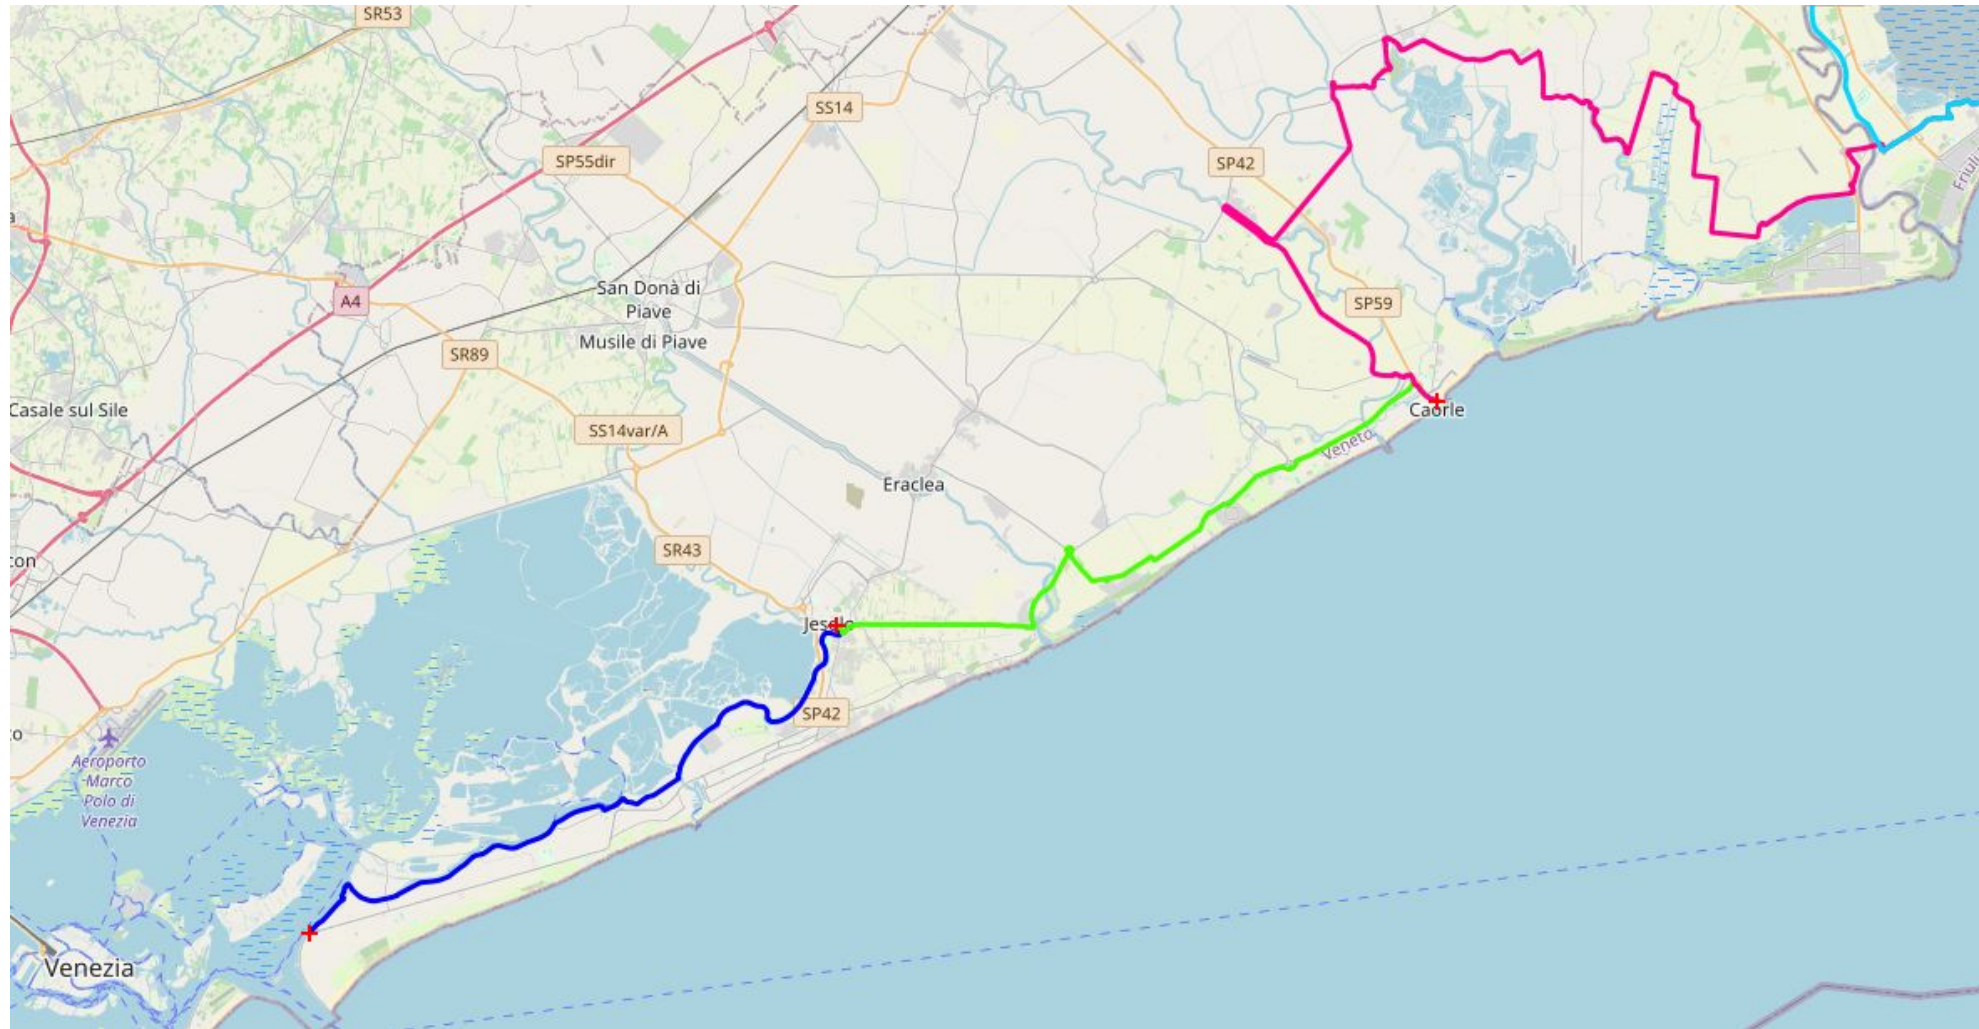 SR53
SS14
SP55dir
SP42
San Donà di
Piave
Musile di Piave
A4
SP59
SR89
Casale sul Sile
Caorle
SS14var/A
Veneto
Eraclea
SR43
con
Jesolo
SP42
Aeroporto
Marco
Polo di
Venezia
Venezia